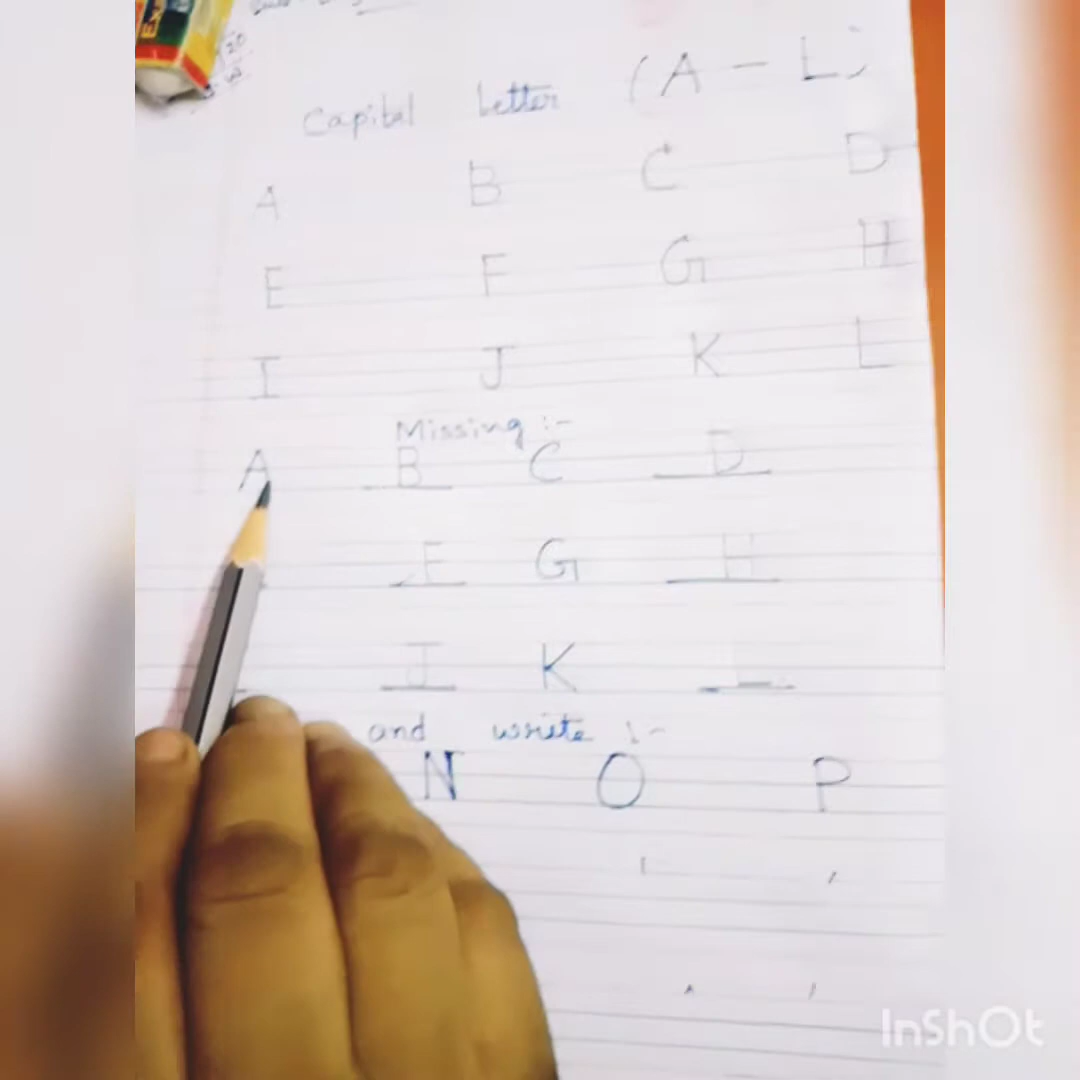 Capital Letter (A - L)
A B C D
E F G H
I J K L
Missing :-
A B C D
F G H
J K
and write :-
N O P
InShOt